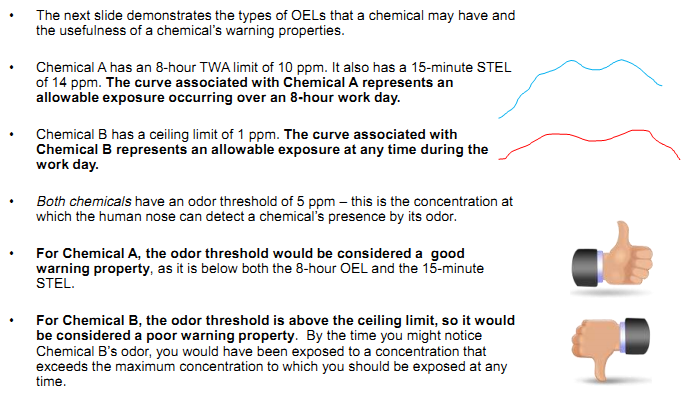 • The next slide demonstrates the types of OELs that a chemical may have and
the usefulness of a chemical's warning properties.
• Chemical A has an 8-hour TWA limit of 10 ppm. It also has a 15-minute STEL
of 14 ppm. The curve associated with Chemical A represents an
allowable exposure occurring over an 8-hour work day.
• Chemical B has a ceiling limit of 1 ppm. The curve associated with
Chemical B represents an allowable exposure at any time during the
work day.
• Both chemicals have an odor threshold of 5 ppm – this is the concentration at
which the human nose can detect a chemical's presence by its odor.
• For Chemical A, the odor threshold would be considered a good
warning property, as it is below both the 8-hour OEL and the 15-minute
STEL.
• For Chemical B, the odor threshold is above the ceiling limit, so it would
be considered a poor warning property. By the time you might notice
Chemical B's odor, you would have been exposed to a concentration that
exceeds the maximum concentration to which you should be exposed at any
time.